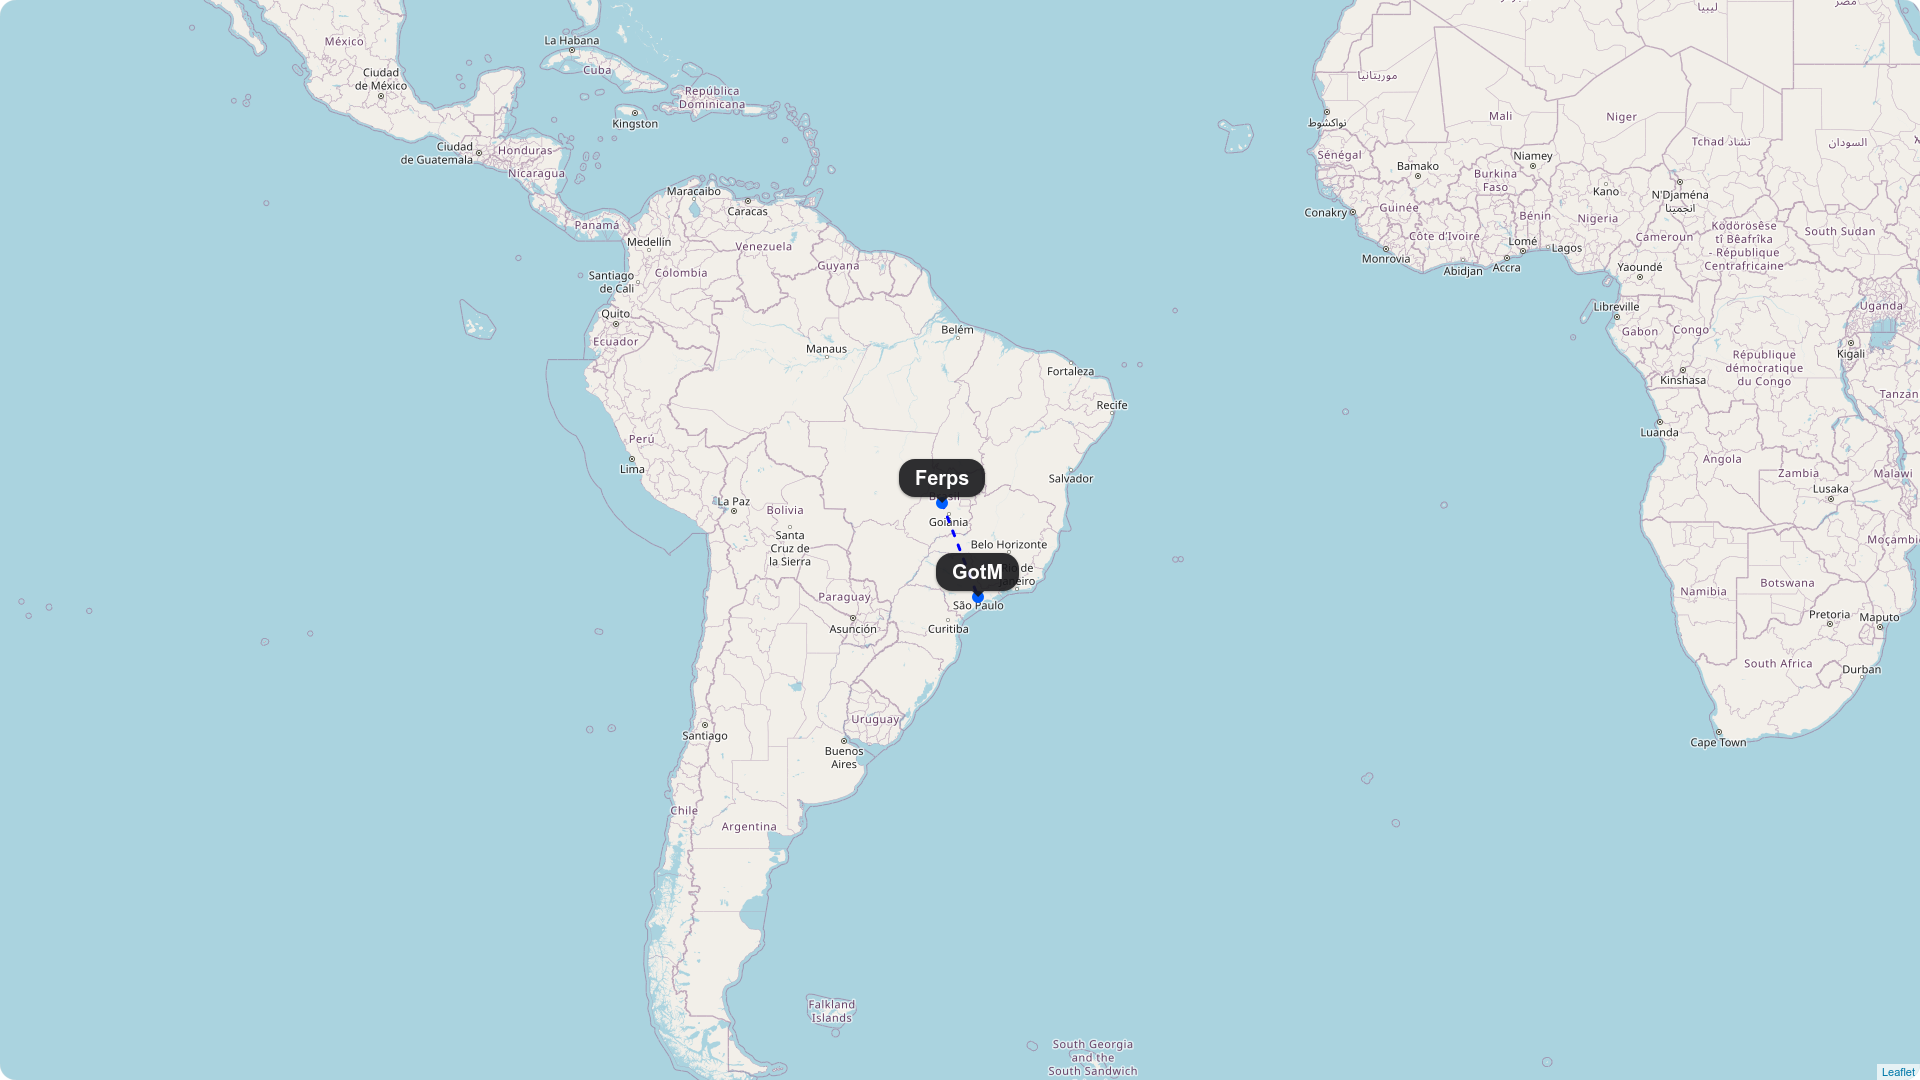 México
Ciudad
de México
La Habana
Cuba
República
Dominicana
Kingston
Ciudad
de Guatemala
Honduras
Nicaragua
Panamá
Maracaibo
Caracas
Medellín
Venezuela
Guyana
Colombia
Santiago
de Cali
Quito
Ecuador
Belém
Manaus
Fortaleza
Recife
Perú
Lima
Salvador
Ferps
La Paz
Bolivia
Goiânia
Santa
Cruz de
la Sierra
Belo Horizonte
GotM
São Paulo
Paraguay
Asunción
Curitiba
Uruguay
Santiago
Buenos
Aires
Chile
Argentina
Falkland
Islands
South Georgia
and the
South Sandwich
موريتانيا
نواكشوط
ليبيا
مصر
Mali
Niger
Tchad تشاد
السودان
Sénégal
Bamako
Niamey
Burkina
Faso
Kano
N'Djaména
انجمينا
Conakry
Guinée
Bénin
Nigeria
Côte d'Ivoire
Lomé
Lagos
Cameroun
Ködörösêse
tî Bêafrîka
- République
Centrafricaine
South Sudan
Monrovia
Abidjan
Accra
Yaoundé
Libreville
Uganda
Gabon
Congo
Kigali
République
démocratique
du Congo
Kinshasa
Tanzan
Luanda
Angola
Zambia
Malawi
Lusaka
Moçambi
Botswana
Namibia
Pretoria
Maputo
South Africa
Durban
Cape Town
Leaflet